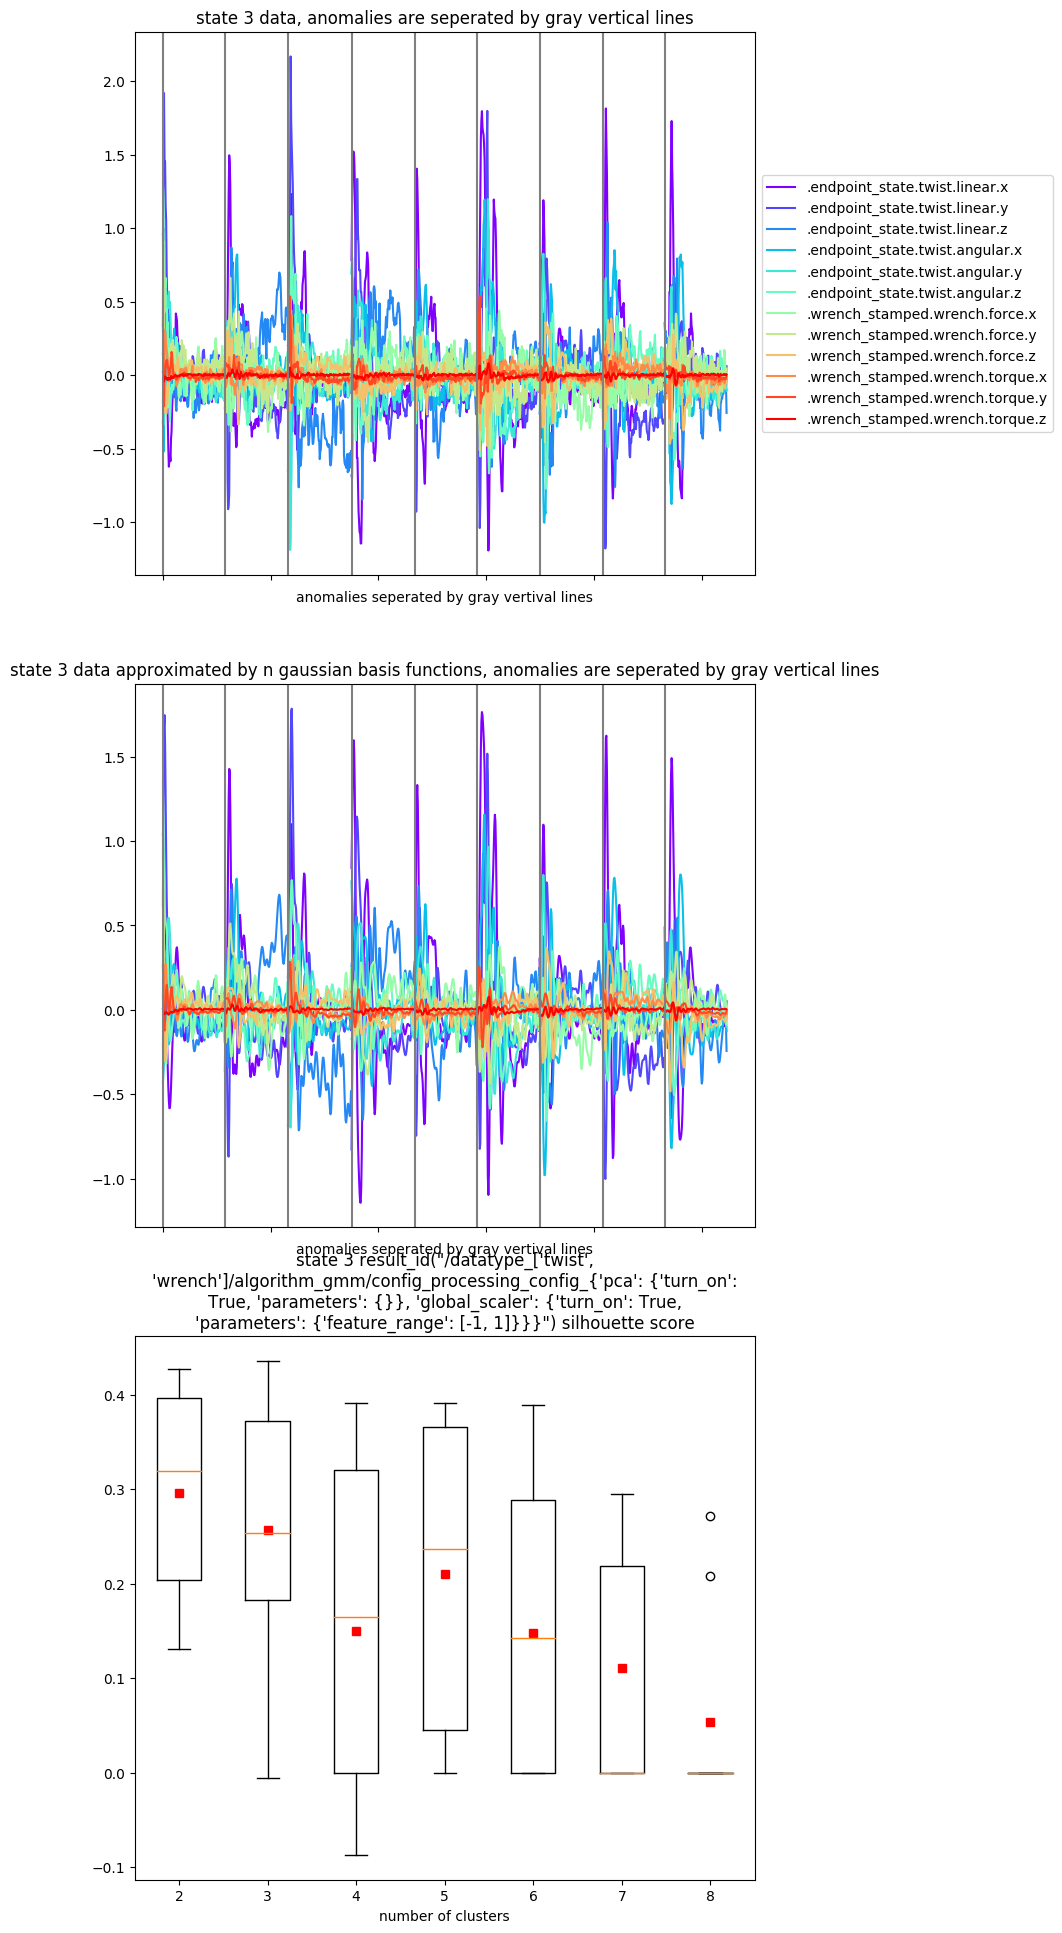 state 3 data, anomalies are seperated by gray vertical lines
2.0
1.5
1.0
0.5
0.0
−0.5
−1.0
.endpoint_state.twist.linear.x
.endpoint_state.twist.linear.y
.endpoint_state.twist.linear.z
.endpoint_state.twist.angular.x
.endpoint_state.twist.angular.y
.endpoint_state.twist.angular.z
.wrench_stamped.wrench.force.x
.wrench_stamped.wrench.force.y
.wrench_stamped.wrench.force.z
.wrench_stamped.wrench.torque.x
.wrench_stamped.wrench.torque.y
.wrench_stamped.wrench.torque.z
anomalies seperated by gray vertival lines
state 3 data approximated by n gaussian basis functions, anomalies are seperated by gray vertical lines
1.5
1.0
0.5
0.0
−0.5
−1.0
anomalies seperated by gray vertival lines
state 3 result_id("/datatype_['twist',
'wrench']/algorithm_gmm/config_processing_config_{'pca': {'turn_on':
True, 'parameters': {}}, 'global_scaler': {'turn_on': True,
'parameters': {'feature_range': [-1, 1]}}}") silhouette score
0.4
0.3
0.2
0.1
0.0
−0.1
2 3 4 5 6 7 8
number of clusters